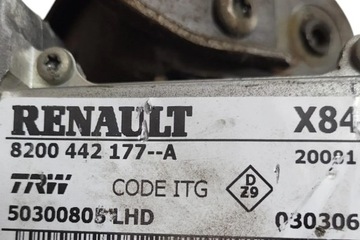 RENAULT X84
8200 442 177--A 20081
TRW CODE ITG D Z9
50300805 LHD 030306